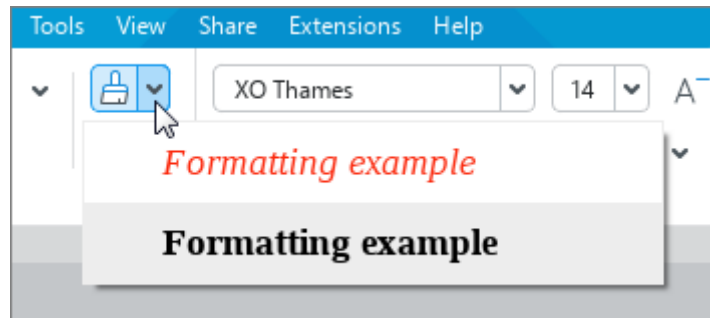 Tools View Share Extensions Help
XO Thames 14 A
Formatting example
Formatting example